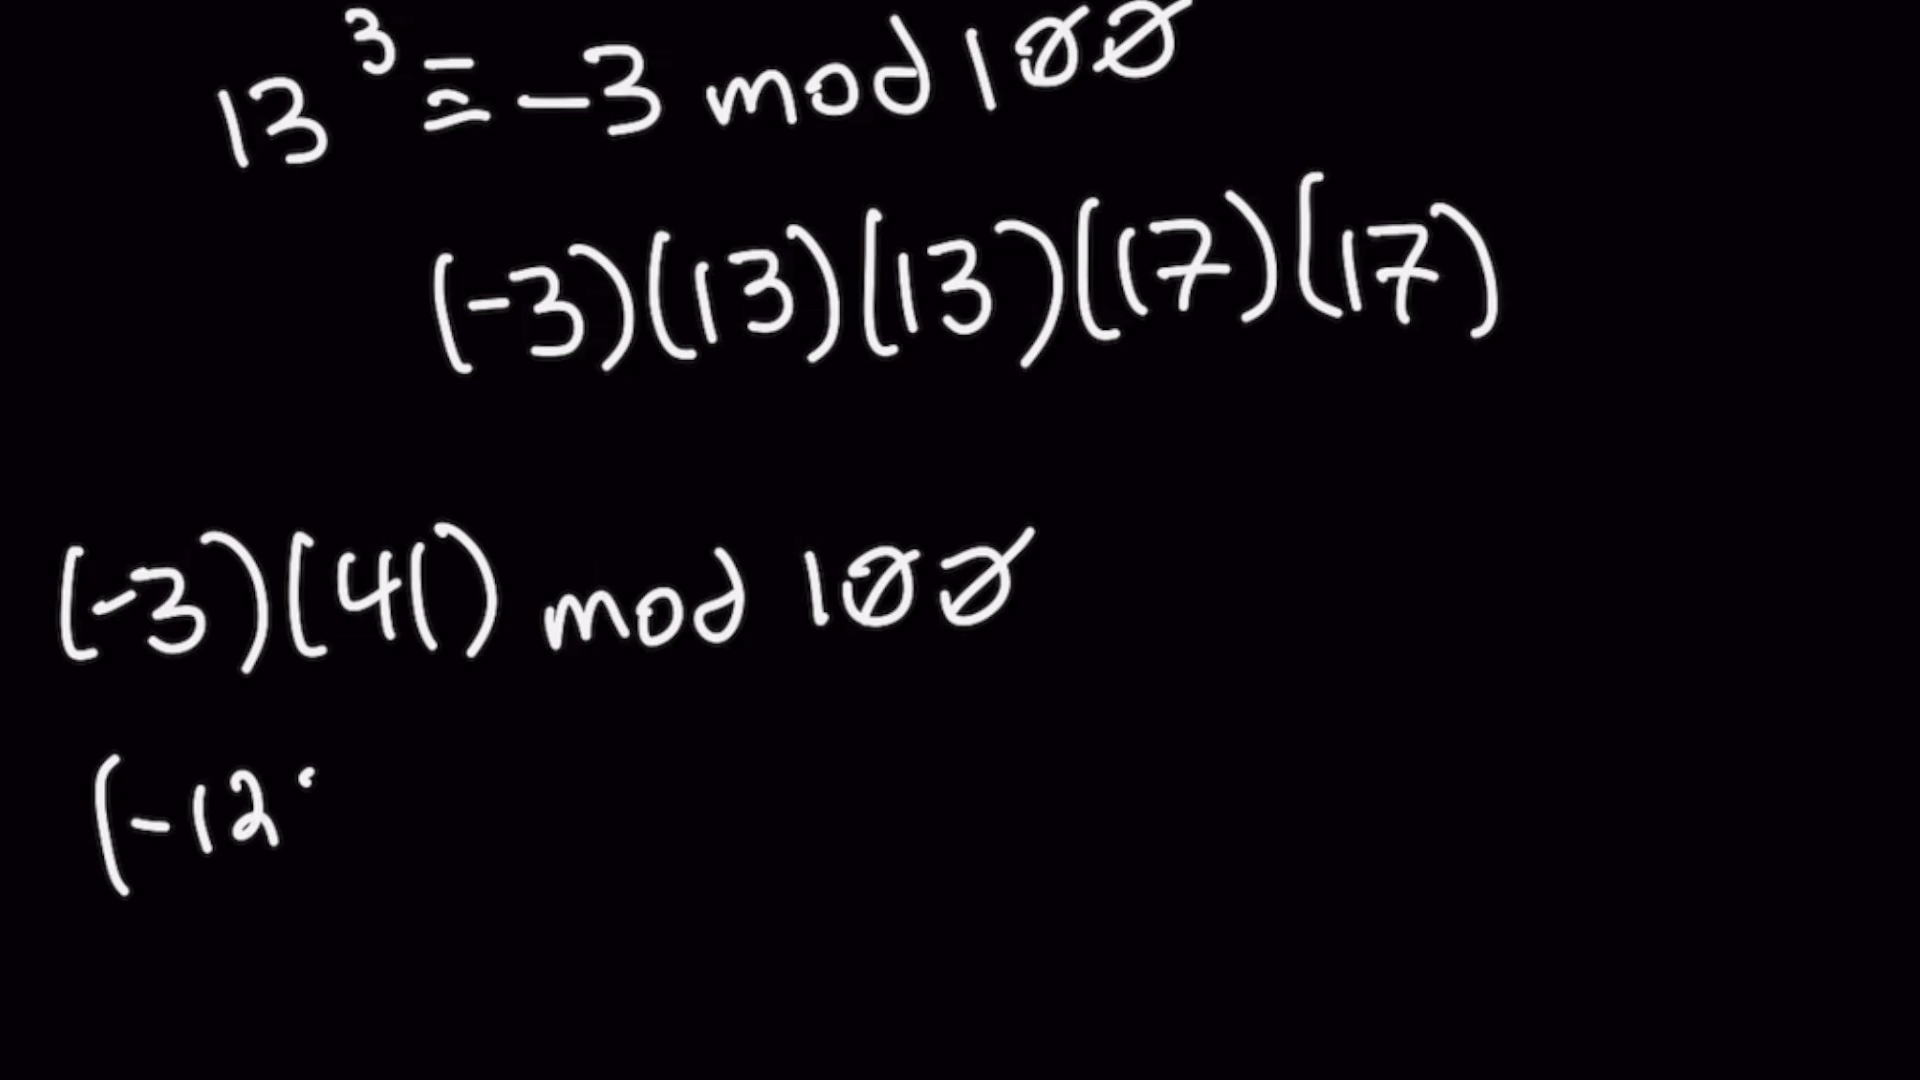 13³ ≡ -3 mod 100
(-3)(13)(13)(17)(17)
(-3)(41) mod 100
(-12